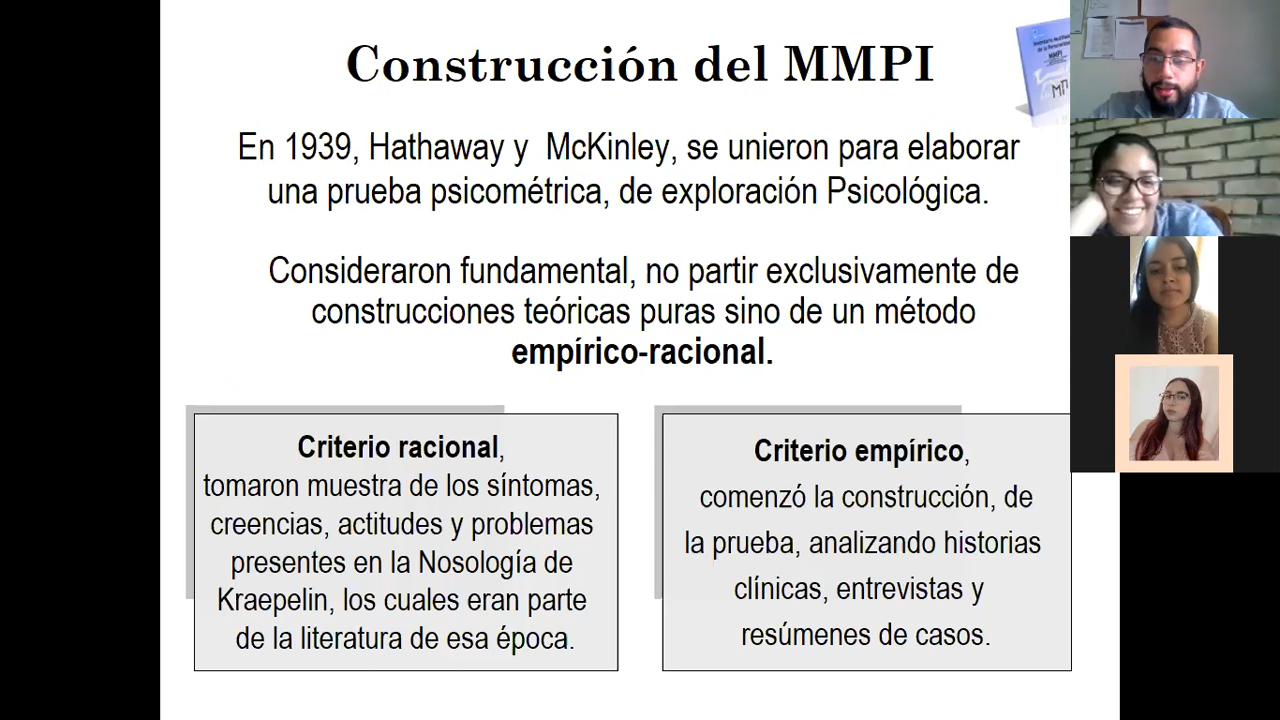 Construcción del MMPI
En 1939, Hathaway y McKinley, se unieron para elaborar
una prueba psicométrica, de exploración Psicológica.
Consideraron fundamental, no partir exclusivamente de
construcciones teóricas puras sino de un método
empírico-racional.
Criterio racional,
tomaron muestra de los síntomas,
creencias, actitudes y problemas
presentes en la Nosología de
Kraepelin, los cuales eran parte
de la literatura de esa época.
Criterio empírico,
comenzó la construcción, de
la prueba, analizando historias
clínicas, entrevistas y
resúmenes de casos.
MMPI